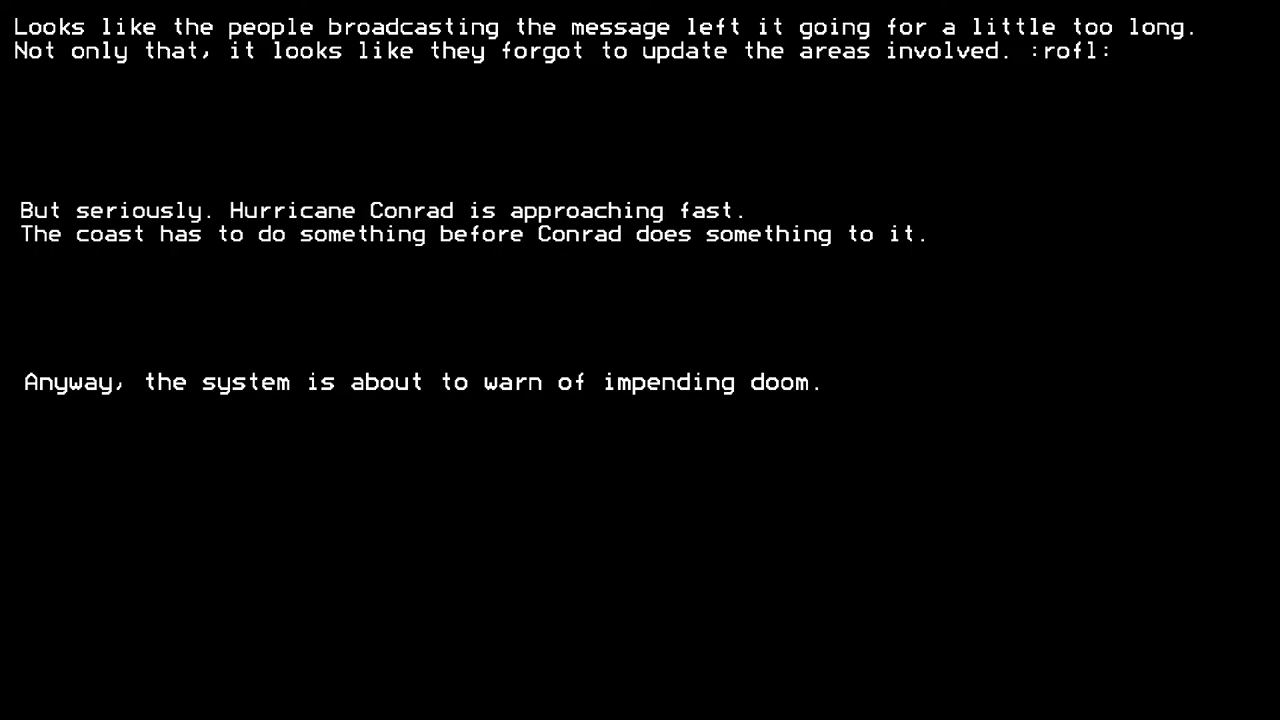 Looks like the people broadcasting the message left it going for a little too long.
Not only that, it looks like they forgot to update the areas involved. :rofl:
But seriously. Hurricane Conrad is approaching fast.
The coast has to do something before Conrad does something to it.
Anyway, the system is about to warn of impending doom.